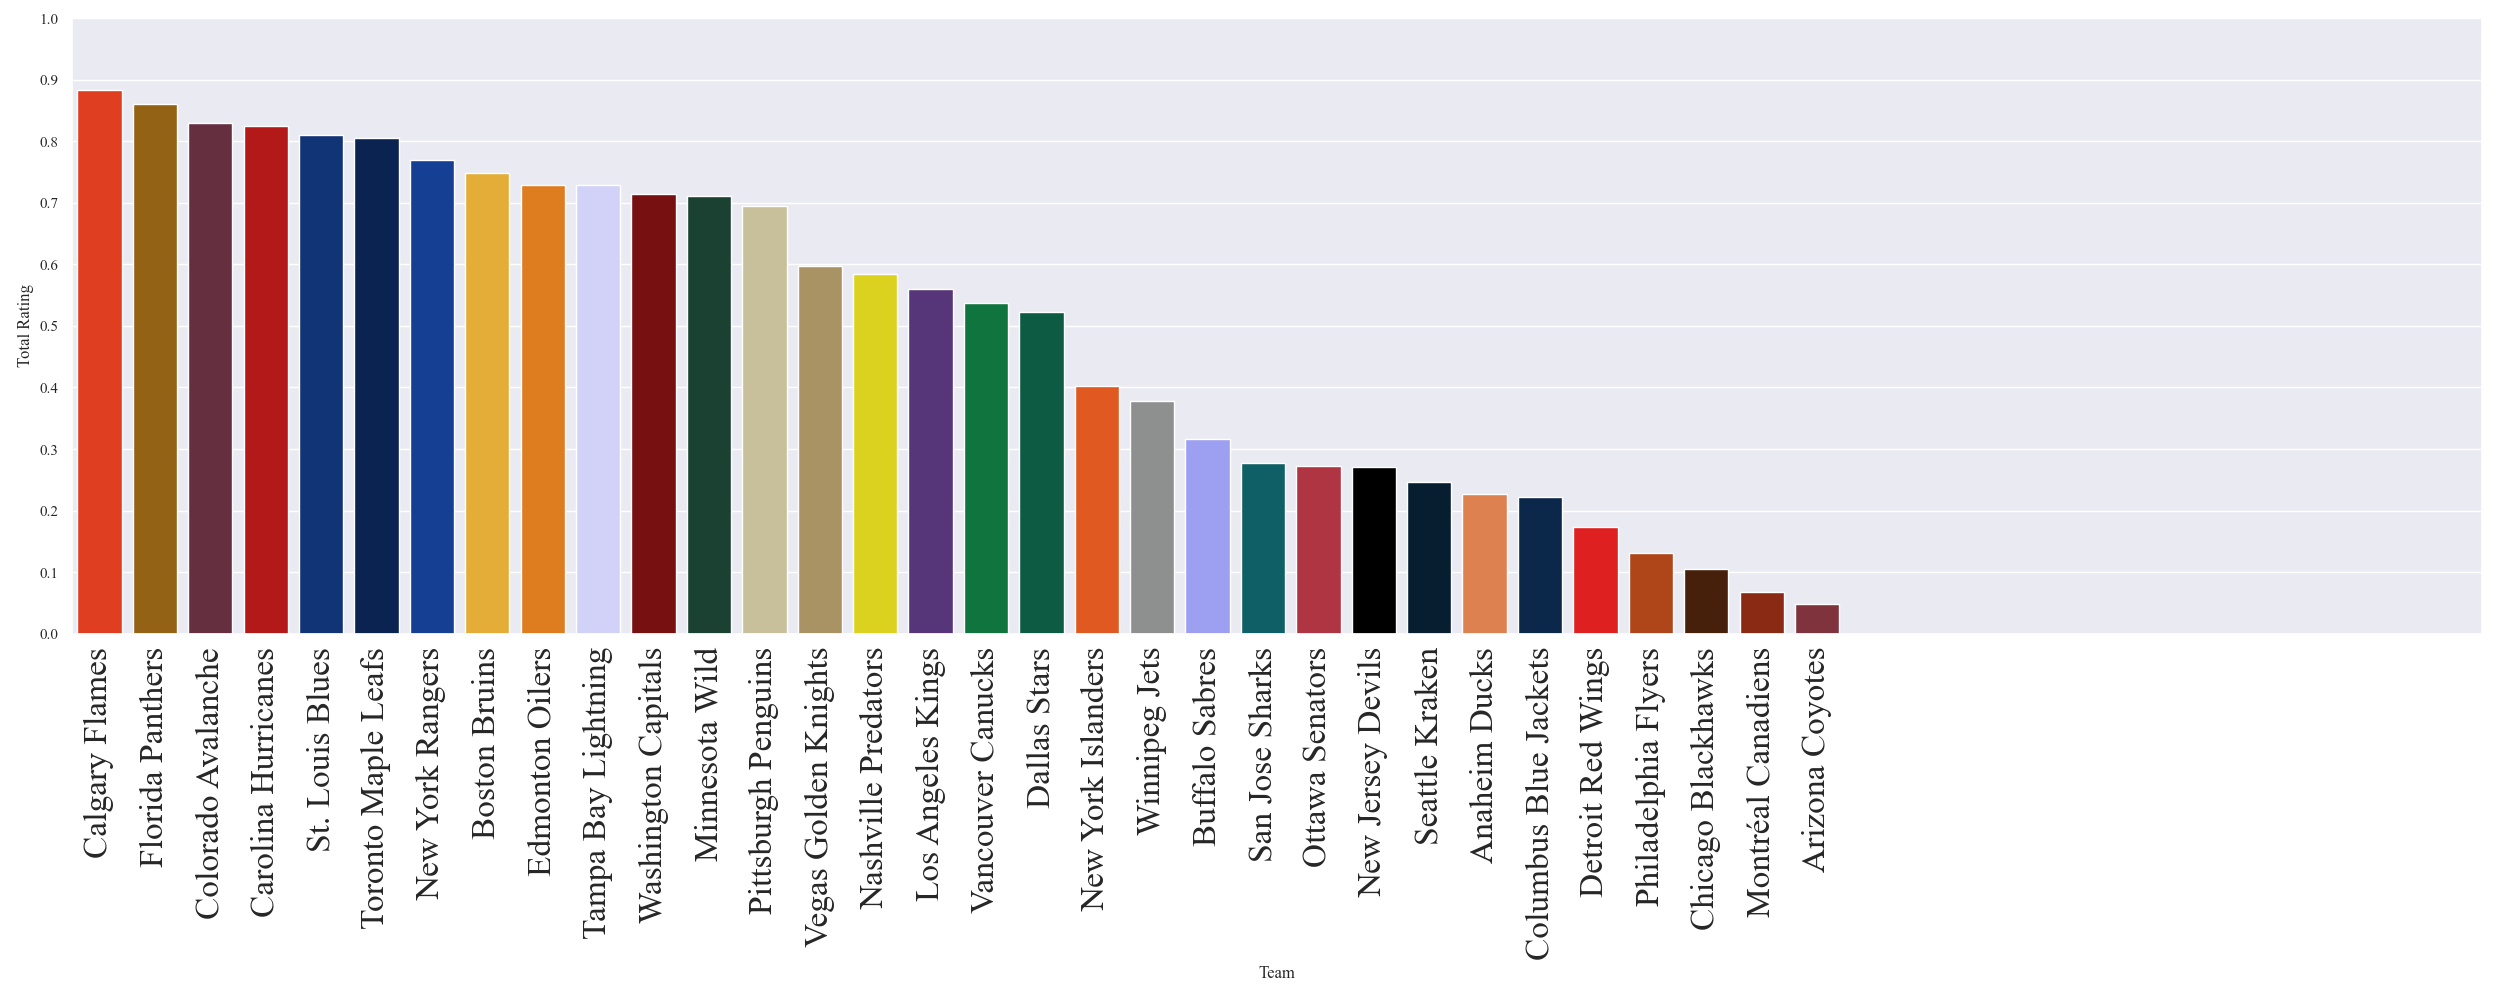 1.0
0.9
0.8
0.7
0.6
0.5
0.4
0.3
0.2
0.1
0.0
Total Rating
Calgary Flames
Florida Panthers
Colorado Avalanche
Carolina Hurricanes
St. Louis Blues
Toronto Maple Leafs
New York Rangers
Boston Bruins
Edmonton Oilers
Tampa Bay Lightning
Washington Capitals
Minnesota Wild
Pittsburgh Penguins
Vegas Golden Knights
Nashville Predators
Los Angeles Kings
Vancouver Canucks
Dallas Stars
New York Islanders
Winnipeg Jets
Buffalo Sabres
San Jose Sharks
Ottawa Senators
New Jersey Devils
Seattle Kraken
Anaheim Ducks
Columbus Blue Jackets
Detroit Red Wings
Philadelphia Flyers
Chicago Blackhawks
Montréal Canadiens
Arizona Coyotes
Team